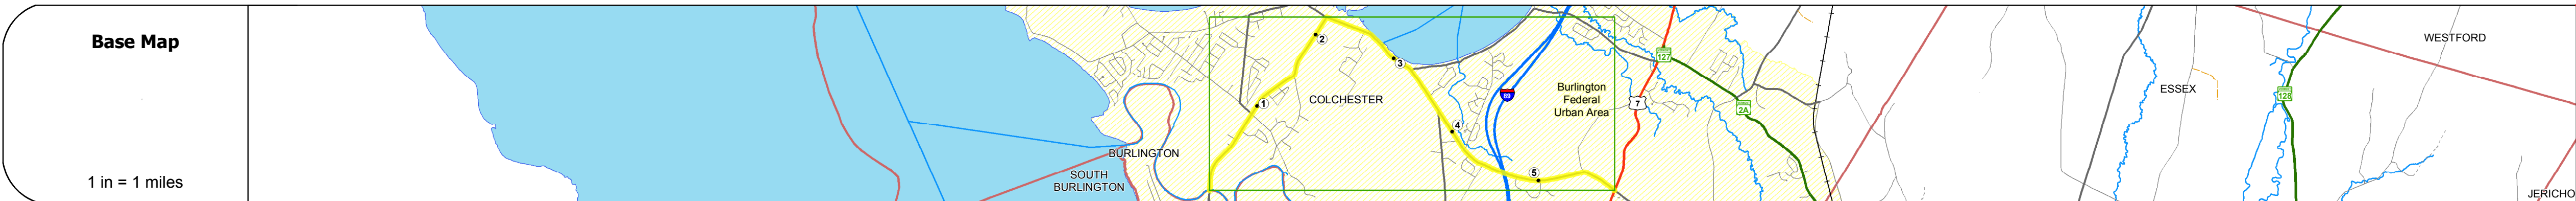 Base Map
1 in = 1 miles
BURLINGTON
SOUTH
BURLINGTON
1
2
COLCHESTER
3
4
5
89
Burlington
Federal
Urban Area
7
127
2A
ESSEX
128
WESTFORD
JERICHO